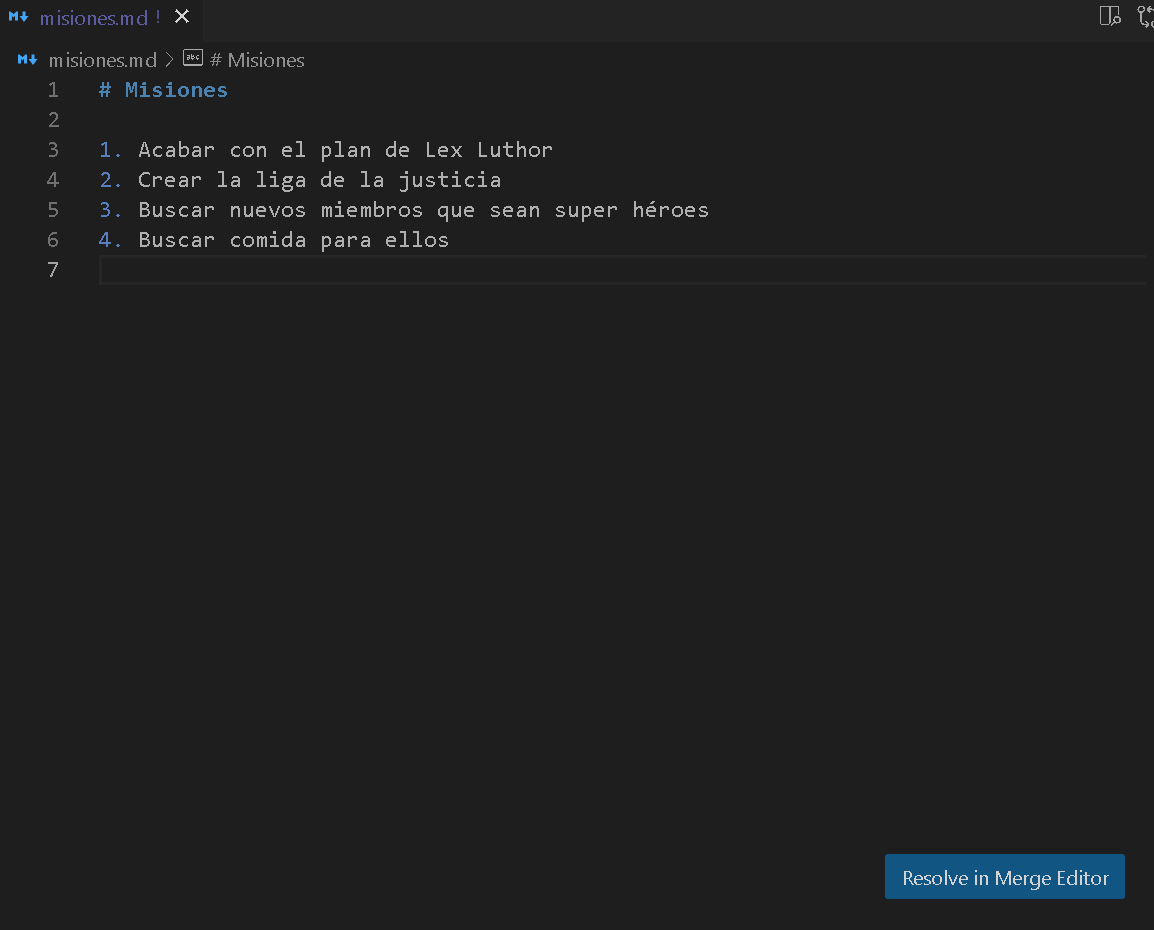 misiones.md !
misiones.md > abc # Misiones
1 # Misiones
2
3 1. Acabar con el plan de Lex Luthor
4 2. Crear la liga de la justicia
5 3. Buscar nuevos miembros que sean super héroes
6 4. Buscar comida para ellos
7
Resolve in Merge Editor